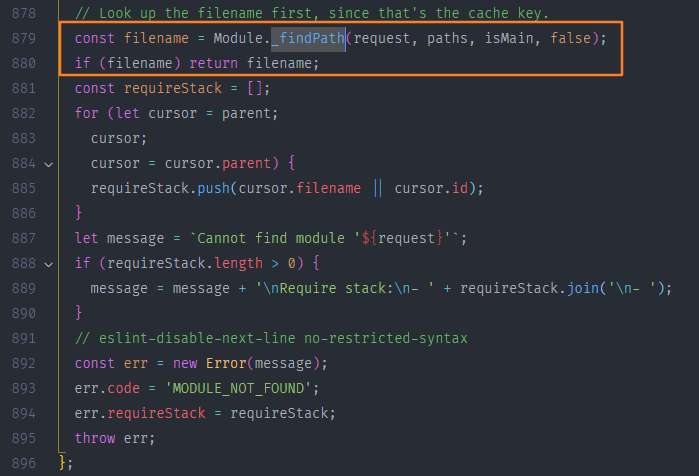 878 // Look up the filename first, since that's the cache key.
879 const filename = Module._findPath(request, paths, isMain, false);
880 if (filename) return filename;
881 const requireStack = [];
882 for (let cursor = parent;
883 cursor;
884 cursor = cursor.parent) {
885 requireStack.push(cursor.filename || cursor.id);
886 }
887 let message = `Cannot find module '${request}'`;
888 if (requireStack.length > 0) {
889 message = message + '\nRequire stack:\n- ' + requireStack.join('\n- ');
890 }
891 // eslint-disable-next-line no-restricted-syntax
892 const err = new Error(message);
893 err.code = 'MODULE_NOT_FOUND';
894 err.requireStack = requireStack;
895 throw err;
896 };